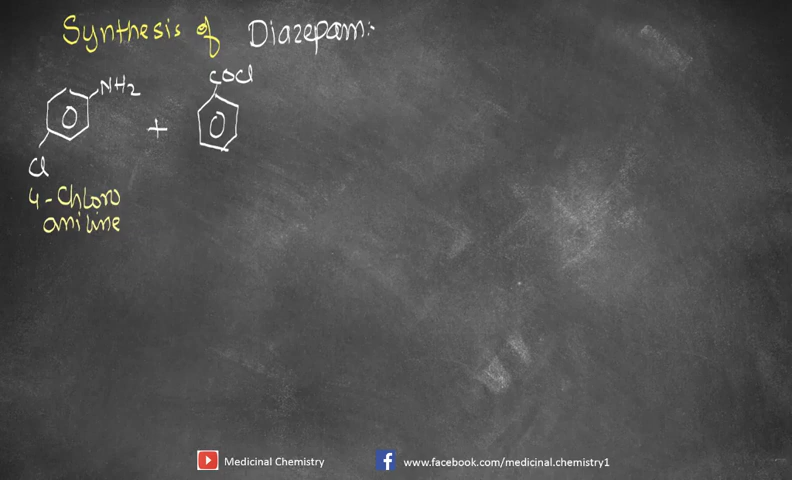 Synthesis of Diazepam:-
NH2
COCl
+
Cl
4-Chloro
aniline
Medicinal Chemistry
www.facebook.com/medicinal.chemistry1